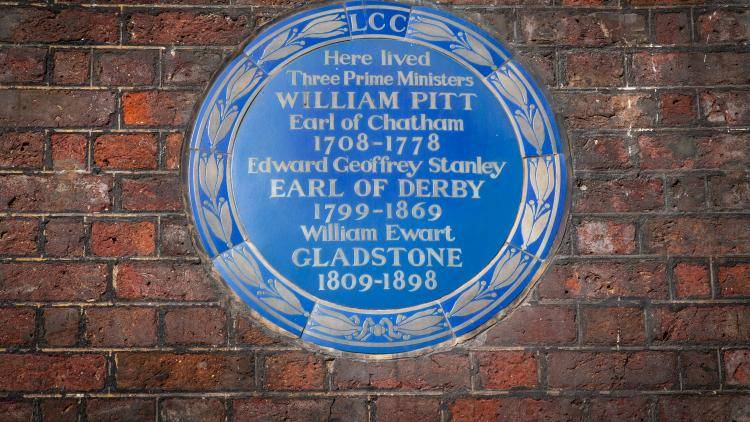 LCC
Here lived
Three Prime Ministers
WILLIAM PITT
Earl of Chatham
1708-1778
Edward Geoffrey Stanley
EARL OF DERBY
1799-1869
William Ewart
GLADSTONE
1809-1898